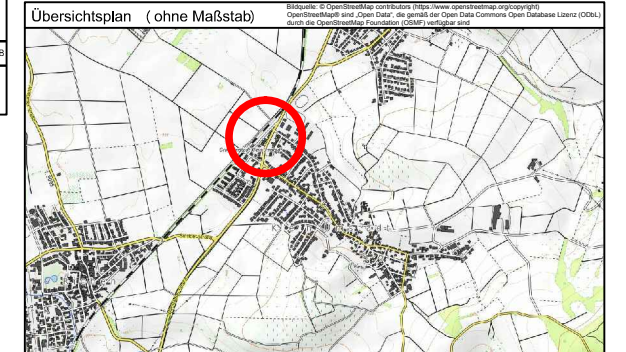 Übersichtsplan ( ohne Maßstab)
Bildquelle: © OpenStreetMap contributors (https://www.openstreetmap.org/copyright)
OpenStreetMap® sind „Open Data“, die gemäß der Open Data Commons Open Database Lizenz (ODbL)
durch die OpenStreetMap Foundation (OSMF) verfügbar sind